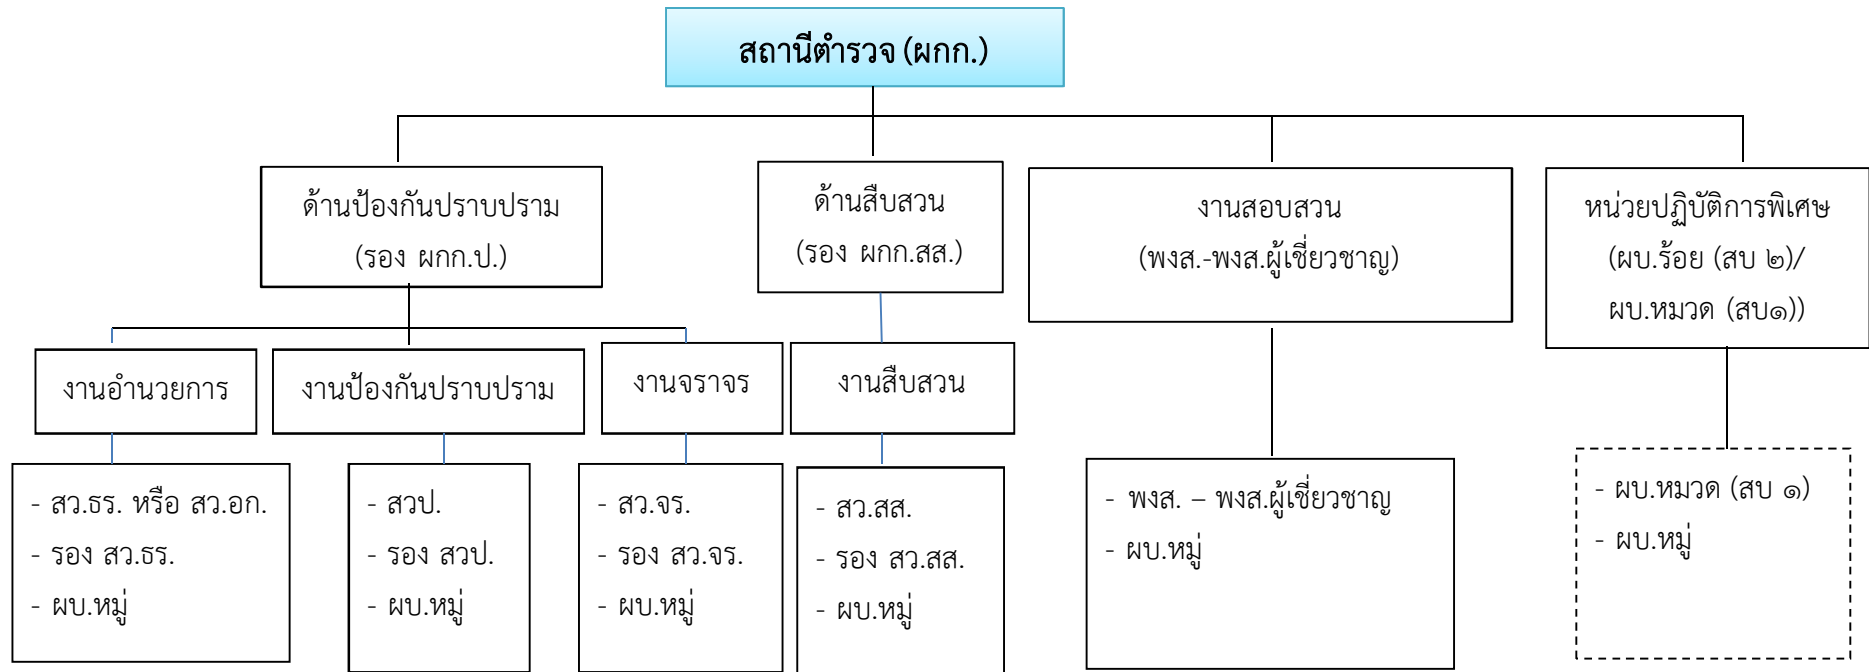 สถานีตำรวจ (ผกก.)
ด้านป้องกันปราบปราม
(รอง ผกก.ป.)
ด้านสืบสวน
(รอง ผกก.สส.)
งานสอบสวน
(พงส.-พงส.ผู้เชี่ยวชาญ)
หน่วยปฏิบัติการพิเศษ
(ผบ.ร้อย (สบ ๒)/
ผบ.หมวด (สบ๑))
งานอำนวยการ
งานป้องกันปราบปราม
งานจราจร
งานสืบสวน
- สว.ธร. หรือ สว.อก.
- รอง สว.ธร.
- ผบ.หมู่
- สวป.
- รอง สวป.
- ผบ.หมู่
- สว.จร.
- รอง สว.จร.
- ผบ.หมู่
- สว.สส.
- รอง สว.สส.
- ผบ.หมู่
- พงส. – พงส.ผู้เชี่ยวชาญ
- ผบ.หมู่
- ผบ.หมวด (สบ ๑)
- ผบ.หมู่